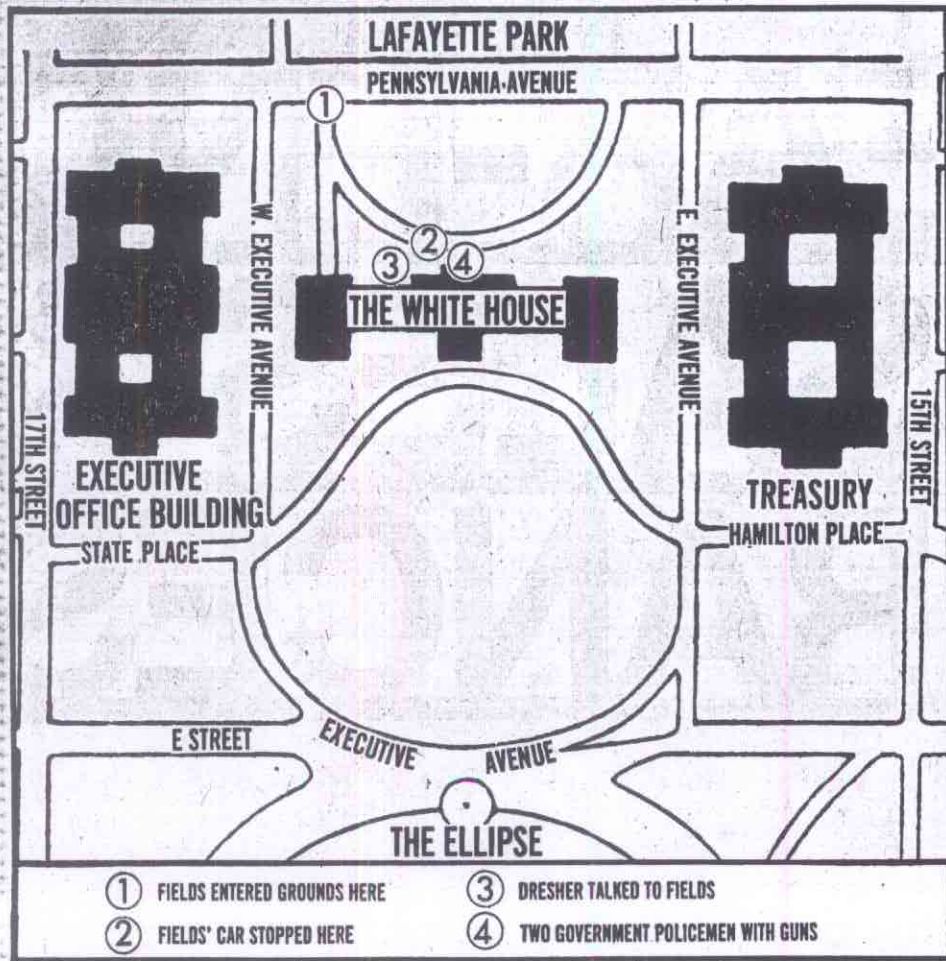 LAFAYETTE PARK
PENNSYLVANIA·AVENUE
1
W. EXECUTIVE AVENUE
E. EXECUTIVE AVENUE
2
3
4
THE WHITE HOUSE
17TH STREET
15TH STREET
EXECUTIVE
OFFICE BUILDING
TREASURY
STATE PLACE
HAMILTON PLACE
E STREET
EXECUTIVE AVENUE
THE ELLIPSE
1 FIELDS ENTERED GROUNDS HERE
2 FIELDS' CAR STOPPED HERE
3 DRESHER TALKED TO FIELDS
4 TWO GOVERNMENT POLICEMEN WITH GUNS